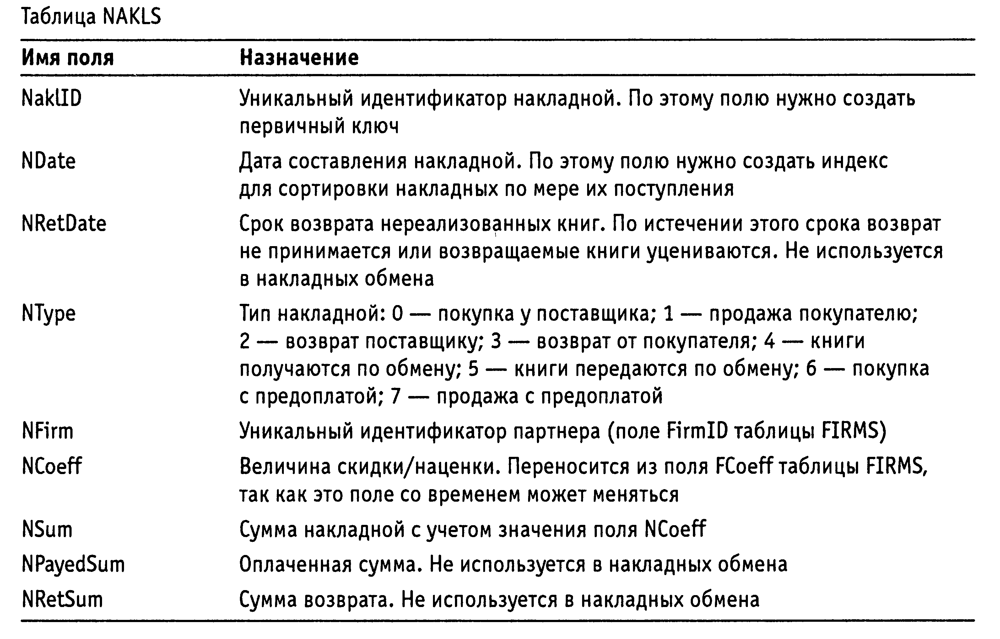 Таблица NAKLS
Имя поля Назначение
NaklID Уникальный идентификатор накладной. По этому полю нужно создать
первичный ключ
NDate Дата составления накладной. По этому полю нужно создать индекс
для сортировки накладных по мере их поступления
NRetDate Срок возврата нереализованных книг. По истечении этого срока возврат
не принимается или возвращаемые книги уцениваются. Не используется
в накладных обмена
NType Тип накладной: 0 — покупка у поставщика; 1 — продажа покупателю;
2 — возврат поставщику; 3 — возврат от покупателя; 4 — книги
получаются по обмену; 5 — книги передаются по обмену; 6 — покупка
с предоплатой; 7 — продажа с предоплатой
NFirm Уникальный идентификатор партнера (поле FirmID таблицы FIRMS)
NCoeff Величина скидки/наценки. Переносится из поля FCoeff таблицы FIRMS,
так как это поле со временем может меняться
NSum Сумма накладной с учетом значения поля NCoeff
NPayedSum Оплаченная сумма. Не используется в накладных обмена
NRetSum Сумма возврата. Не используется в накладных обмена